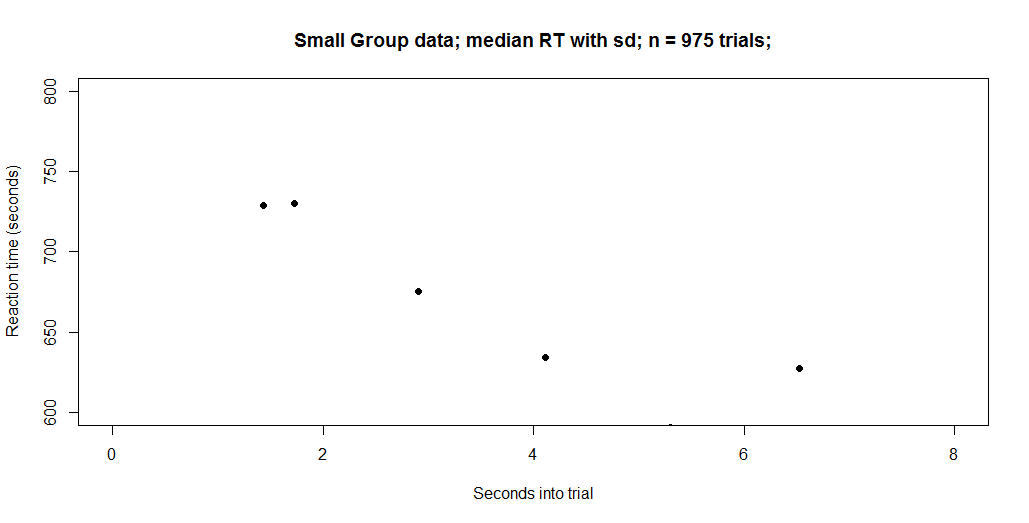 Small Group data; median RT with sd; n = 975 trials;
Reaction time (seconds)
800
750
700
650
600
0 2 4 6 8
Seconds into trial